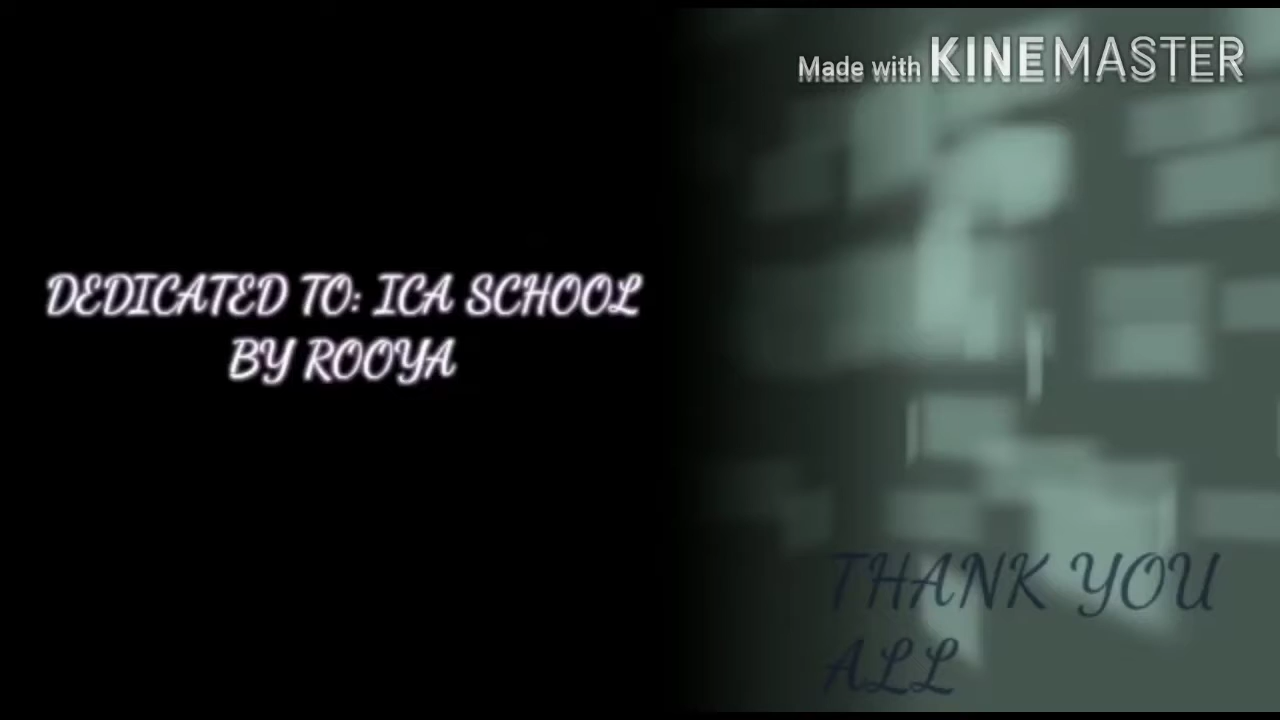 Made with KINEMASTER
DEDICATED TO: ICA SCHOOL
BY ROOYA
THANK YOU
ALL